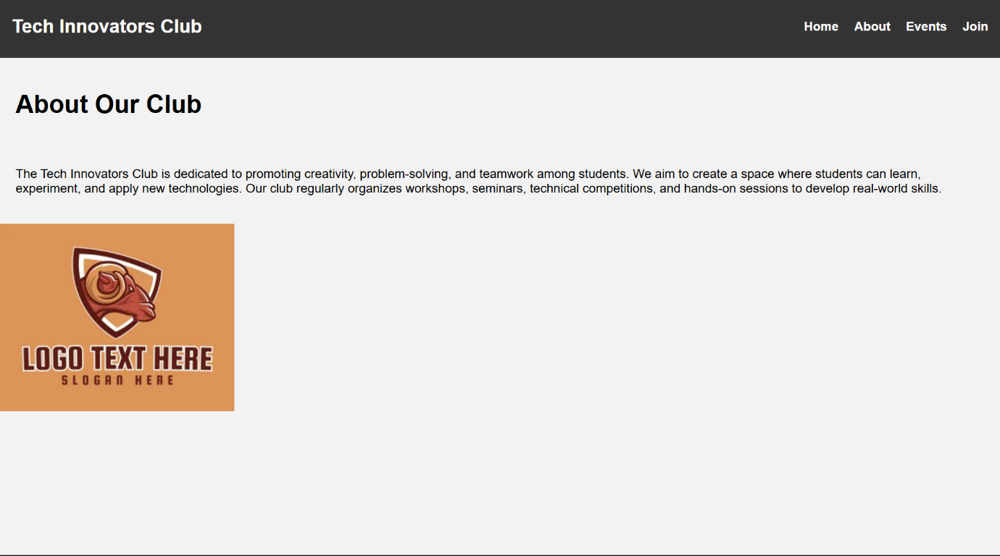 Tech Innovators Club
Home About Events Join
About Our Club
The Tech Innovators Club is dedicated to promoting creativity, problem-solving, and teamwork among students. We aim to create a space where students can learn,
experiment, and apply new technologies. Our club regularly organizes workshops, seminars, technical competitions, and hands-on sessions to develop real-world skills.
LOGO TEXT HERE
SLOGAN HERE